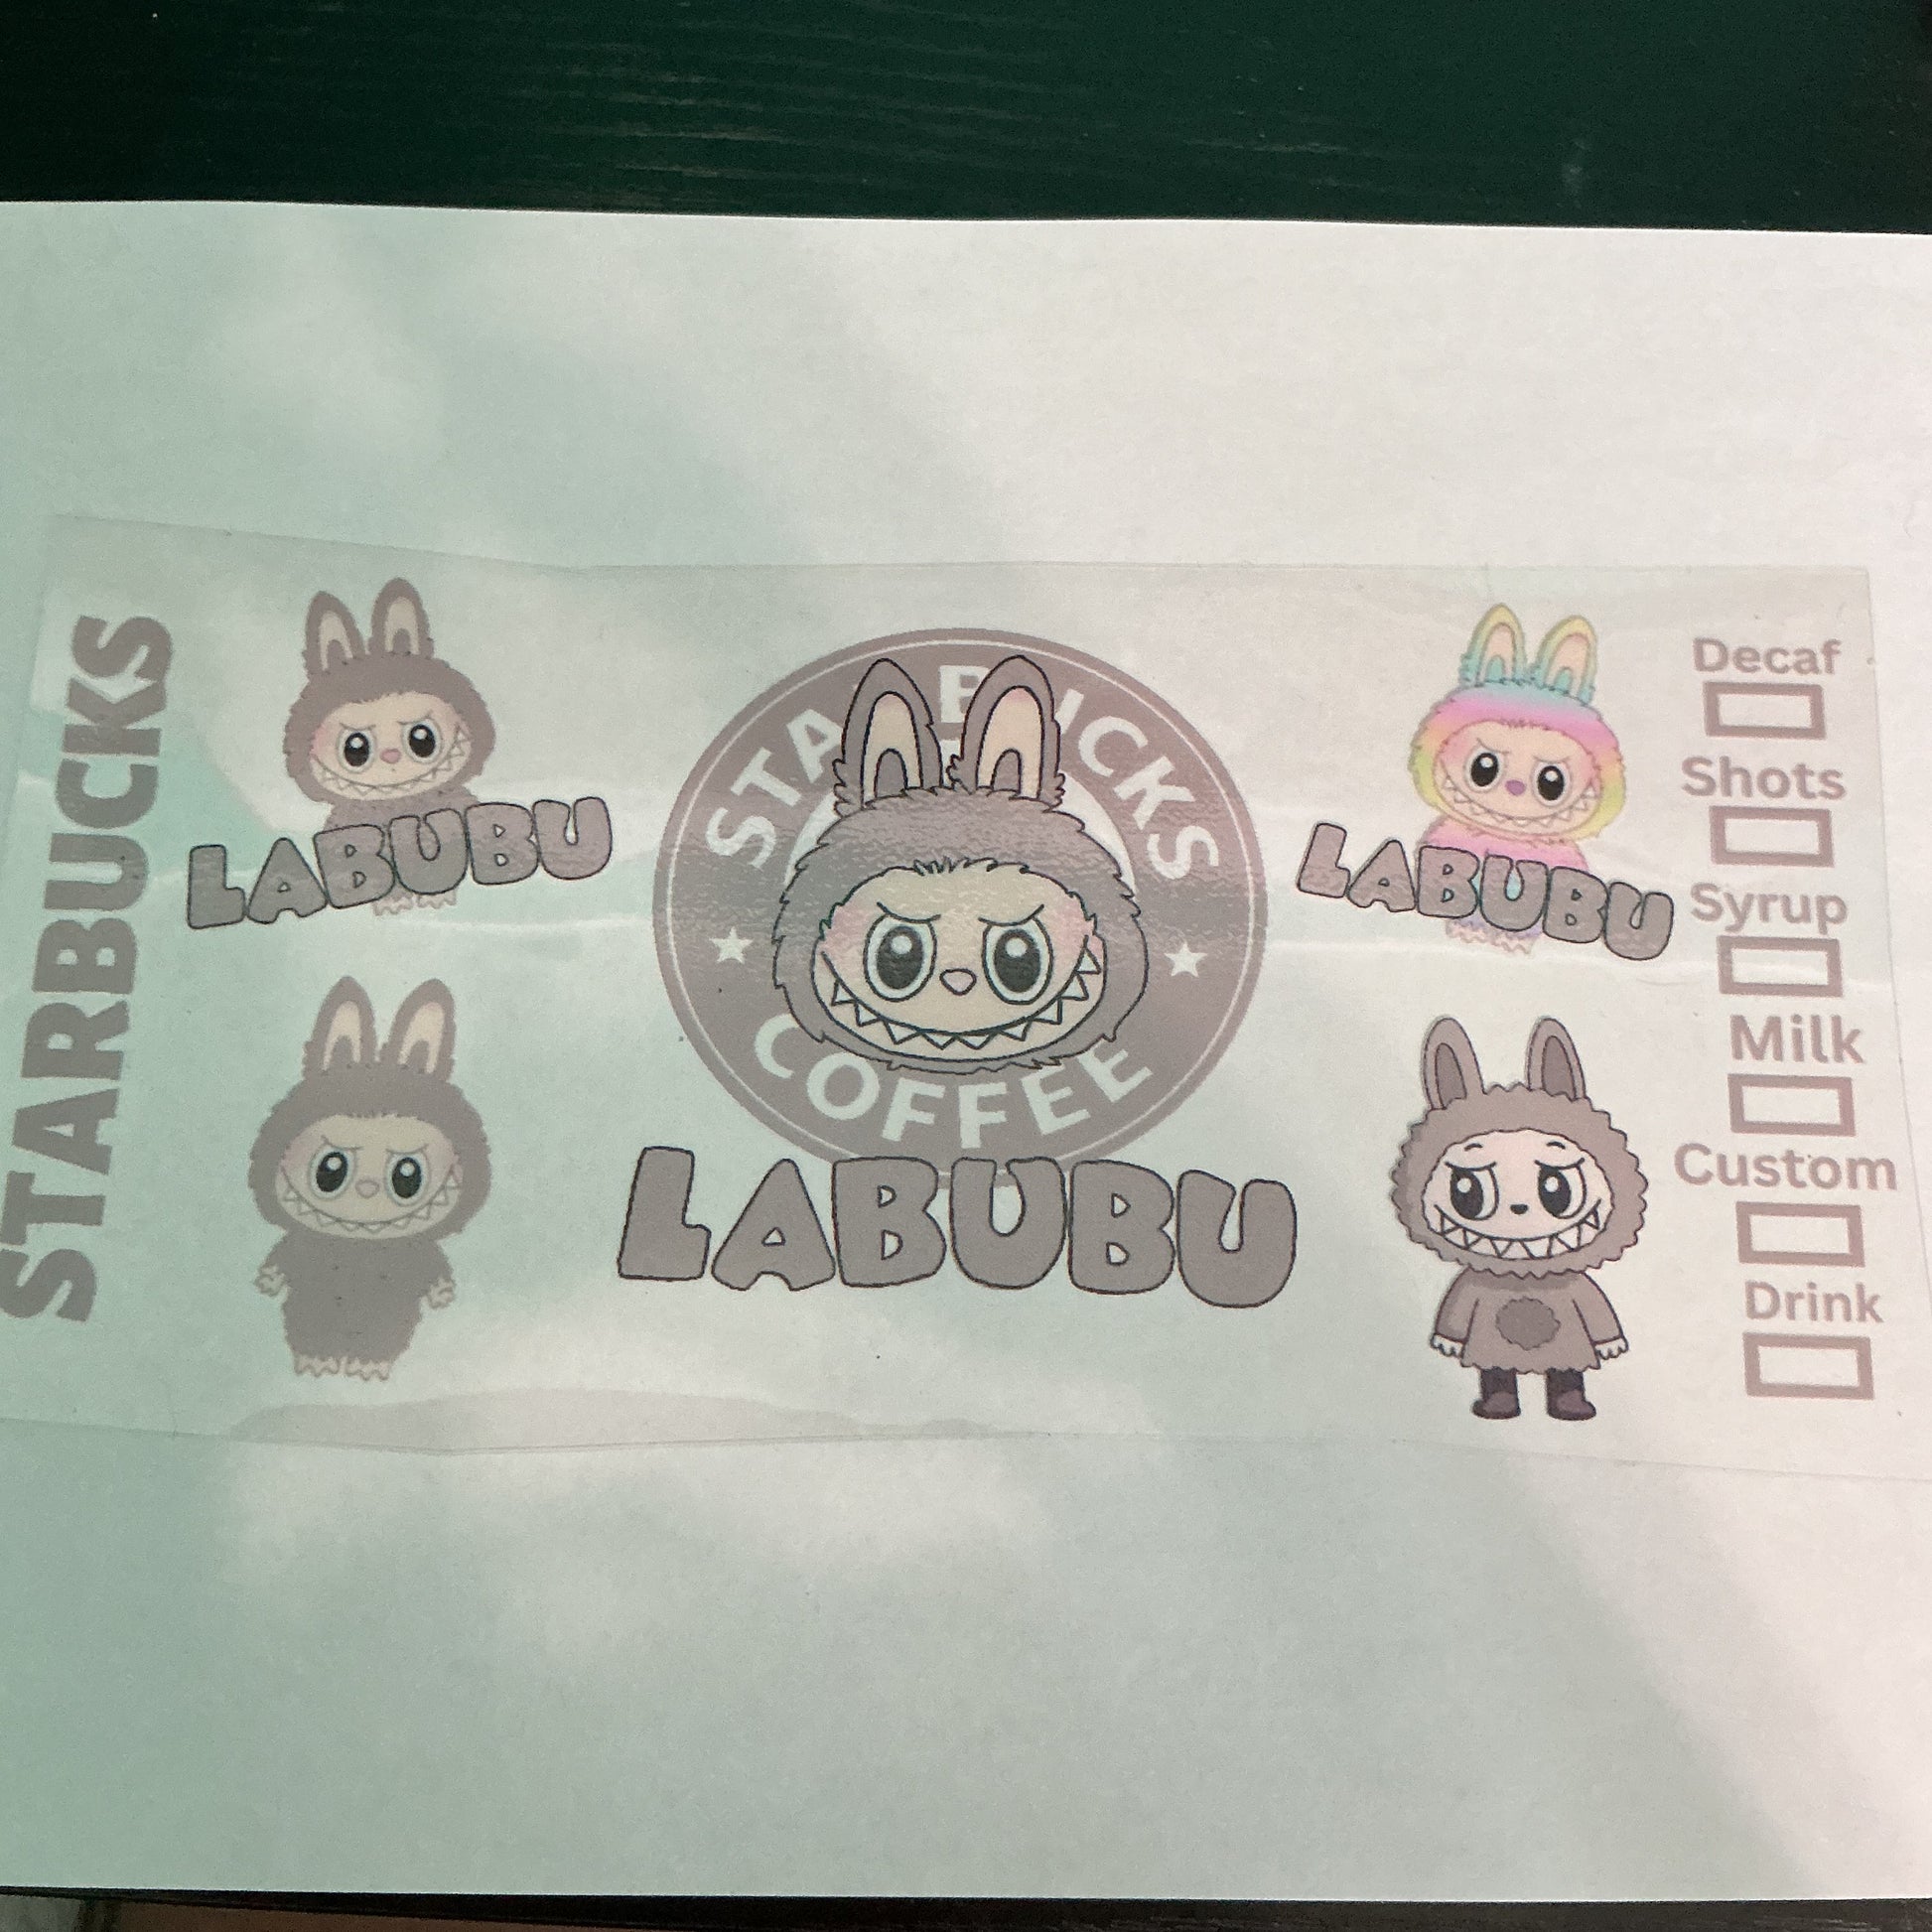 STARBUCKS
LABUBU
STARBUCKS
COFFEE
LABUBU
LABUBU
Decaf
Shots
Syrup
Milk
Custom
Drink